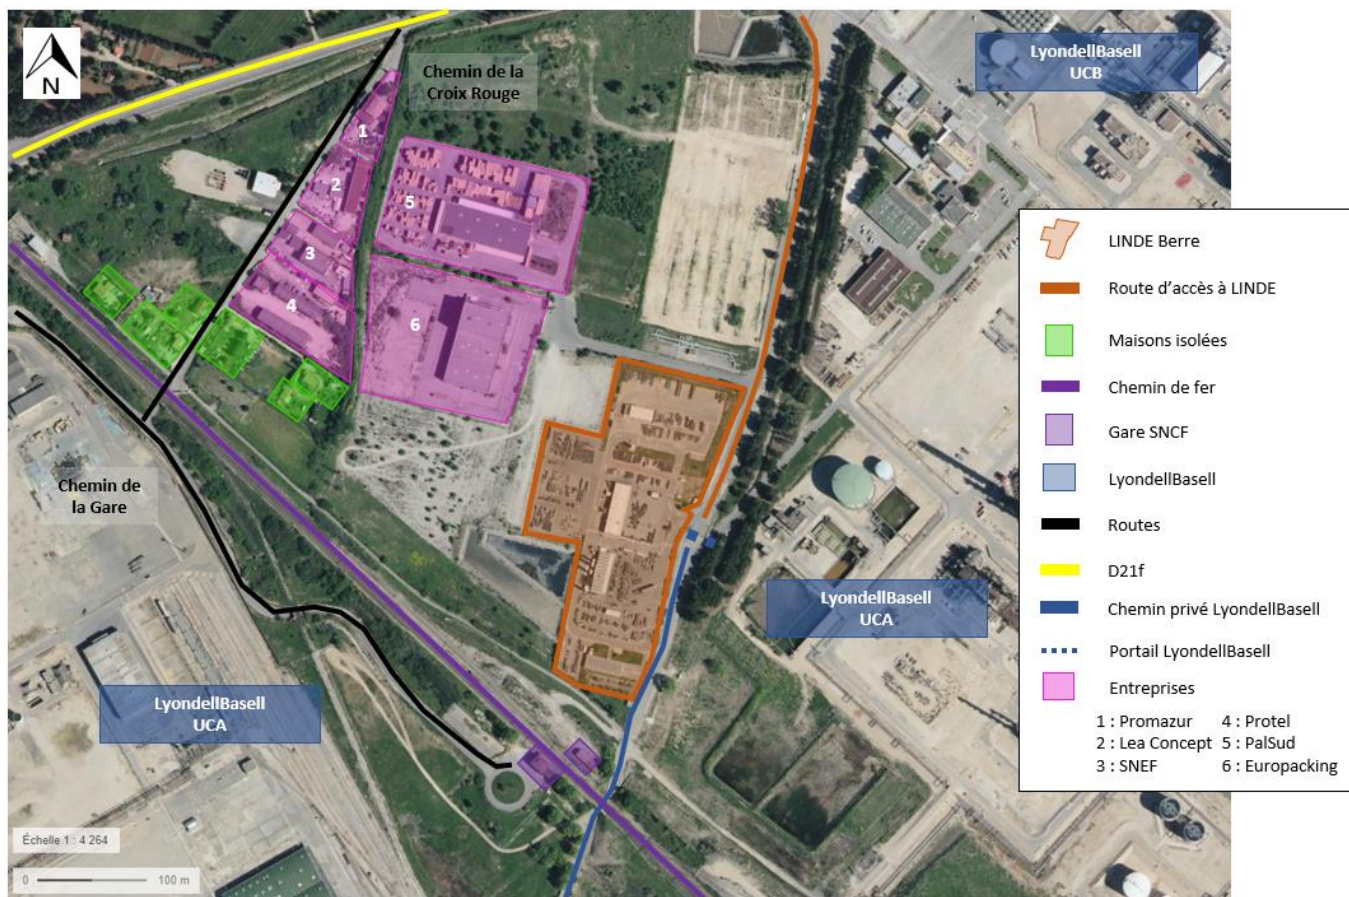 N
Chemin de la
Croix Rouge
LyondellBasell
UCB
1
2
3
4
5
6
Chemin de
la Gare
LyondellBasell
UCA
LyondellBasell
UCA
Échelle 1 : 4 264
0 100 m
LINDE Berre
Route d’accès à LINDE
Maisons isolées
Chemin de fer
Gare SNCF
LyondellBasell
Routes
D21f
Chemin privé LyondellBasell
Portail LyondellBasell
Entreprises
1 : Promazur 4 : Protel
2 : Lea Concept 5 : PalSud
3 : SNEF 6 : Europacking